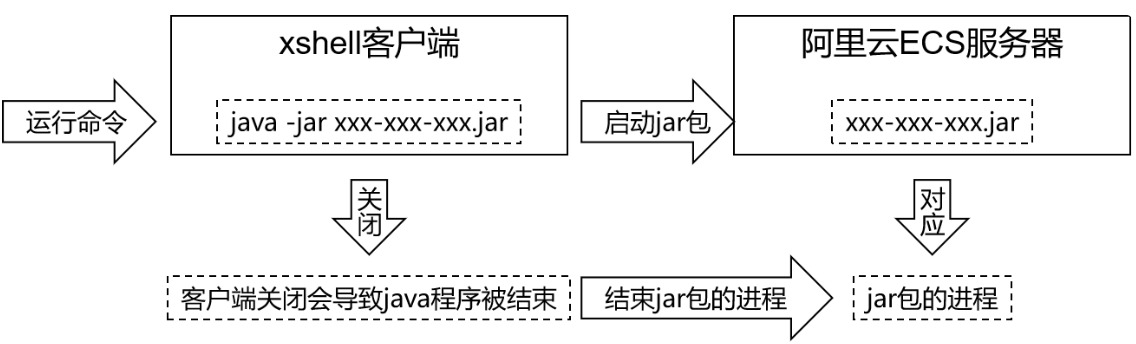 xshell客户端
阿里云ECS服务器
运行命令
java -jar xxx-xxx-xxx.jar
启动jar包
xxx-xxx-xxx.jar
关
闭
对
应
客户端关闭会导致java程序被结束
结束jar包的进程
jar包的进程